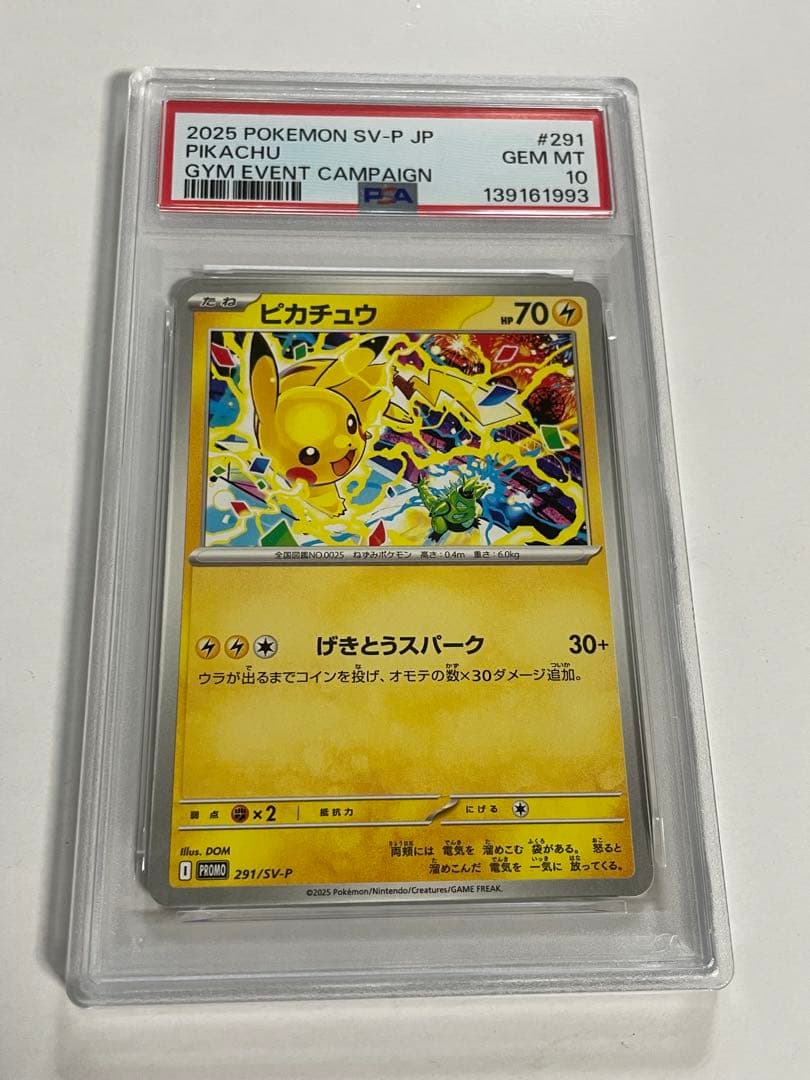 2025 POKEMON SV-P JP #291
PIKACHU GEM MT
GYM EVENT CAMPAIGN 10
PSA 139161993
たね ピカチュウ HP70
全国図鑑NO.0025 ねずみポケモン 高さ:0.4m 重さ:6.0kg
げきとうスパーク 30+
ウラが出るまでコインを投げ、オモテの数×30ダメージ追加。
弱点 ×2 抵抗力 にげる
Illus. DOM
両頬には 電気を 溜めこむ 袋がある。 怒ると
溜めこんだ 電気を 一気に 放ってくる。
I PROMO 291/SV-P
©2025 Pokémon/Nintendo/Creatures/GAME FREAK.